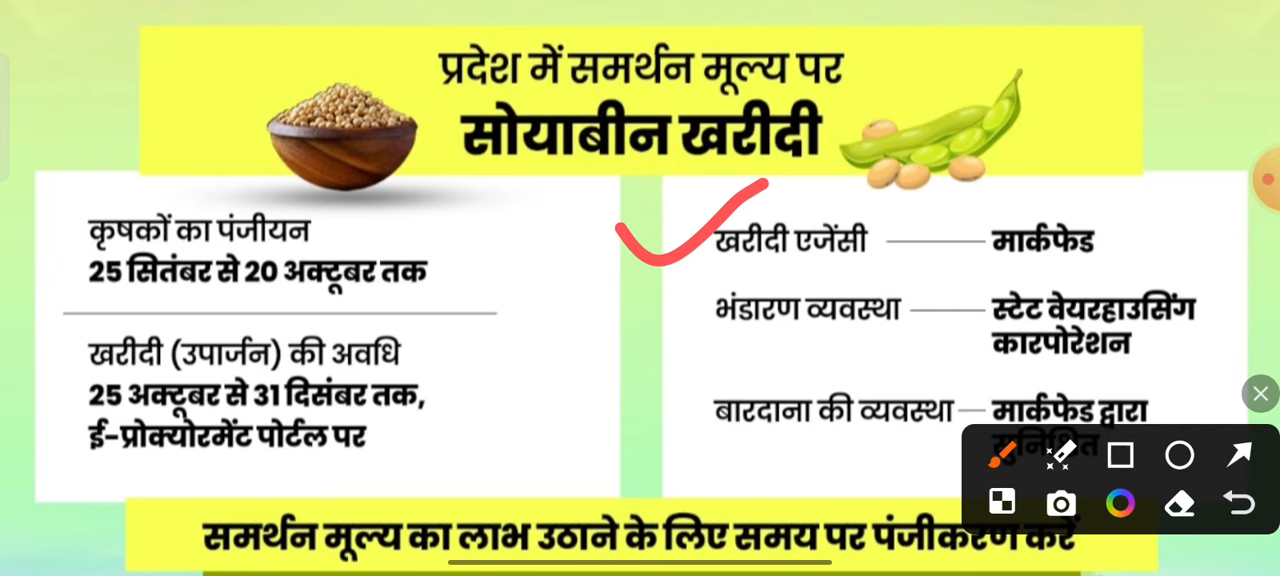 प्रदेश में समर्थन मूल्य पर
सोयाबीन खरीदी
कृषकों का पंजीयन
25 सितंबर से 20 अक्टूबर तक
खरीदी (उपार्जन) की अवधि
25 अक्टूबर से 31 दिसंबर तक,
ई-प्रोक्योरमेंट पोर्टल पर
खरीदी एजेंसी — मार्कफेड
भंडारण व्यवस्था — स्टेट वेयरहाउसिंग
कारपोरेशन
बारदाना की व्यवस्था — मार्कफेड द्वारा
सुनिश्चित
समर्थन मूल्य का लाभ उठाने के लिए समय पर पंजीकरण करें